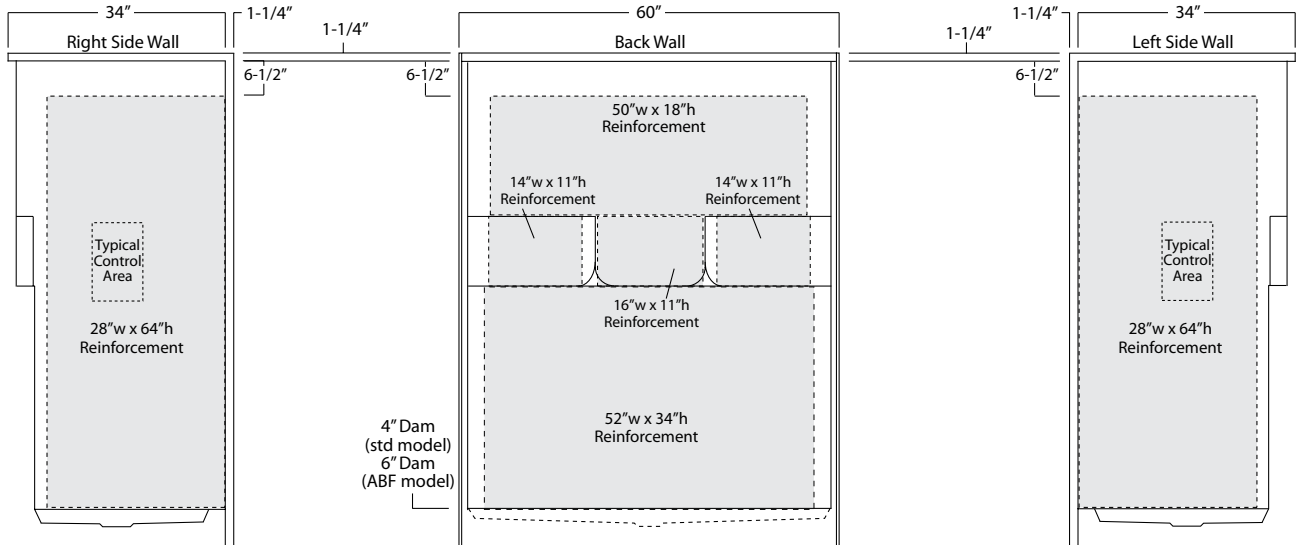 34”
1-1/4”
60”
1-1/4”
34”
Right Side Wall
1-1/4”
Back Wall
1-1/4”
Left Side Wall
6-1/2”
6-1/2”
6-1/2”
50”w x 18”h
Reinforcement
14”w x 11”h
Reinforcement
14”w x 11”h
Reinforcement
Typical
Control
Area
Typical
Control
Area
16”w x 11”h
Reinforcement
28”w x 64”h
Reinforcement
28”w x 64”h
Reinforcement
52”w x 34”h
Reinforcement
4” Dam
(std model)
6” Dam
(ABF model)